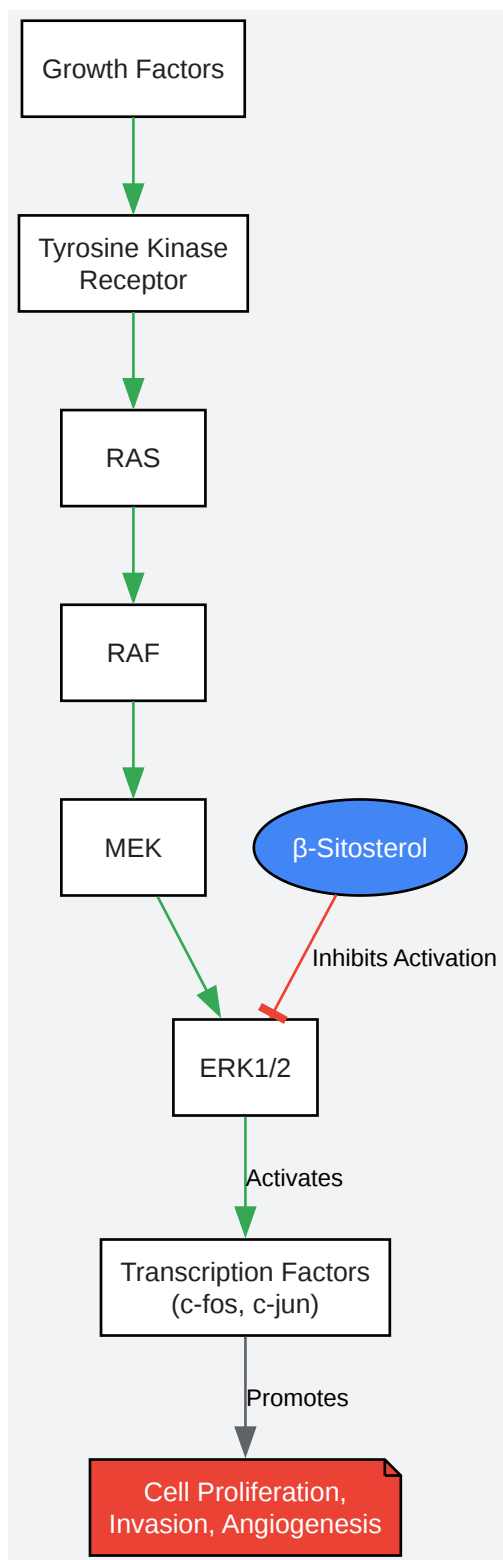 Growth Factors
Tyrosine Kinase
Receptor
RAS
RAF
MEK
β-Sitosterol
Inhibits Activation
ERK1/2
Activates
Transcription Factors
(c-fos, c-jun)
Promotes
Cell Proliferation,
Invasion, Angiogenesis